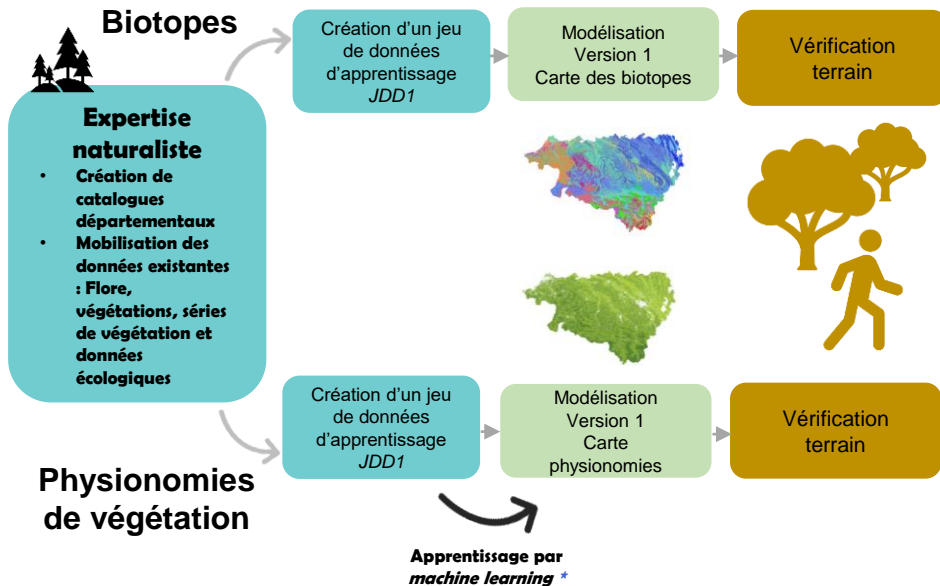 Biotopes
Expertise
naturaliste
• Création de
catalogues
départementaux
• Mobilisation des
données existantes
: Flore,
végétations, séries
de végétation et
données
écologiques
Création d'un jeu
de données
d'apprentissage
JDD1
Modélisation
Version 1
Carte des biotopes
Vérification
terrain
Physionomies
de végétation
Création d'un jeu
de données
d'apprentissage
JDD1
Modélisation
Version 1
Carte
physionomies
Vérification
terrain
Apprentissage par
machine learning *